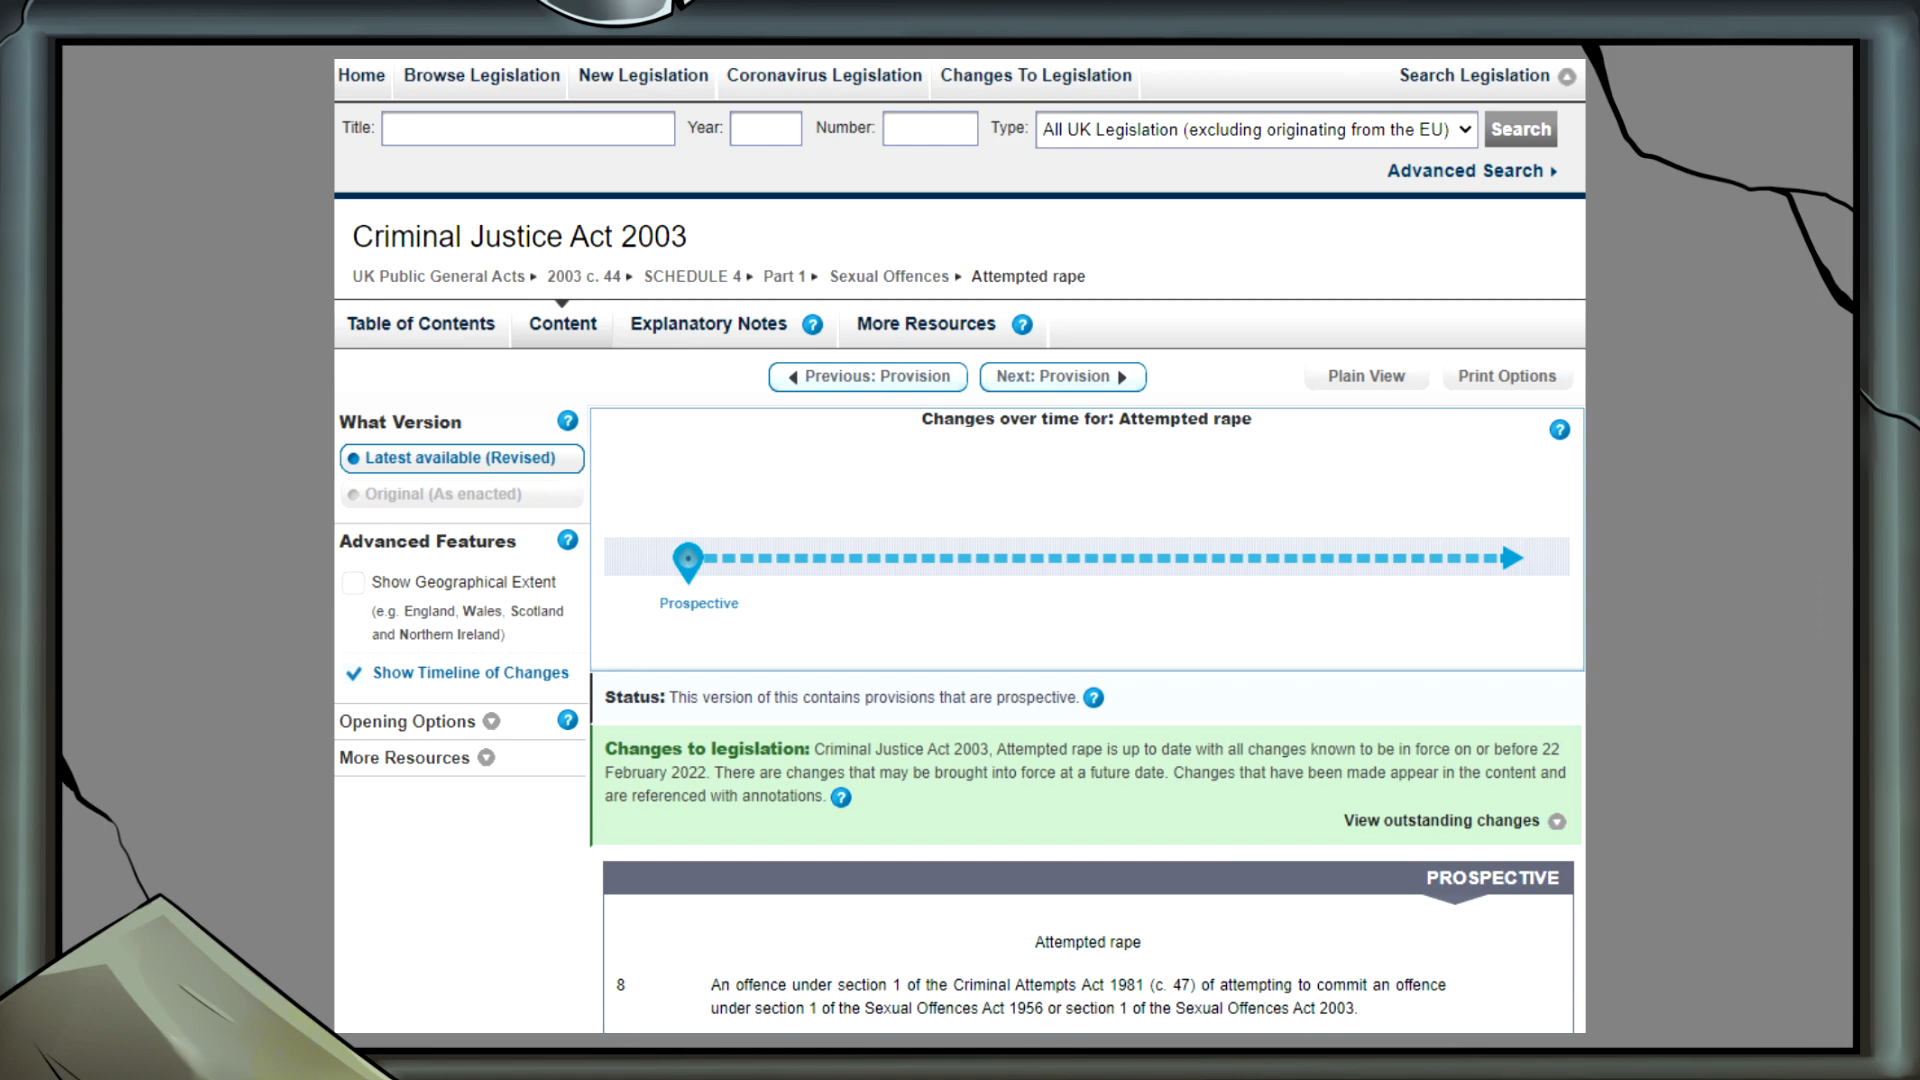 Home Browse Legislation New Legislation Coronavirus Legislation Changes To Legislation Search Legislation
Title: Year: Number: Type: All UK Legislation (excluding originating from the EU) Search
Advanced Search
Criminal Justice Act 2003
UK Public General Acts 2003 c. 44 SCHEDULE 4 Part 1 Sexual Offences Attempted rape
Table of Contents Content Explanatory Notes ? More Resources ?
Previous: Provision Next: Provision Plain View Print Options
What Version ?
Latest available (Revised)
Original (As enacted)
Advanced Features ?
Show Geographical Extent
(e.g. England, Wales, Scotland
and Northern Ireland)
Show Timeline of Changes
Opening Options ?
More Resources
Changes over time for: Attempted rape
?
Prospective
Status: This version of this contains provisions that are prospective. ?
Changes to legislation: Criminal Justice Act 2003, Attempted rape is up to date with all changes known to be in force on or before 22
February 2022. There are changes that may be brought into force at a future date. Changes that have been made appear in the content and
are referenced with annotations. ?
View outstanding changes
PROSPECTIVE
Attempted rape
8 An offence under section 1 of the Criminal Attempts Act 1981 (c. 47) of attempting to commit an offence
under section 1 of the Sexual Offences Act 1956 or section 1 of the Sexual Offences Act 2003.